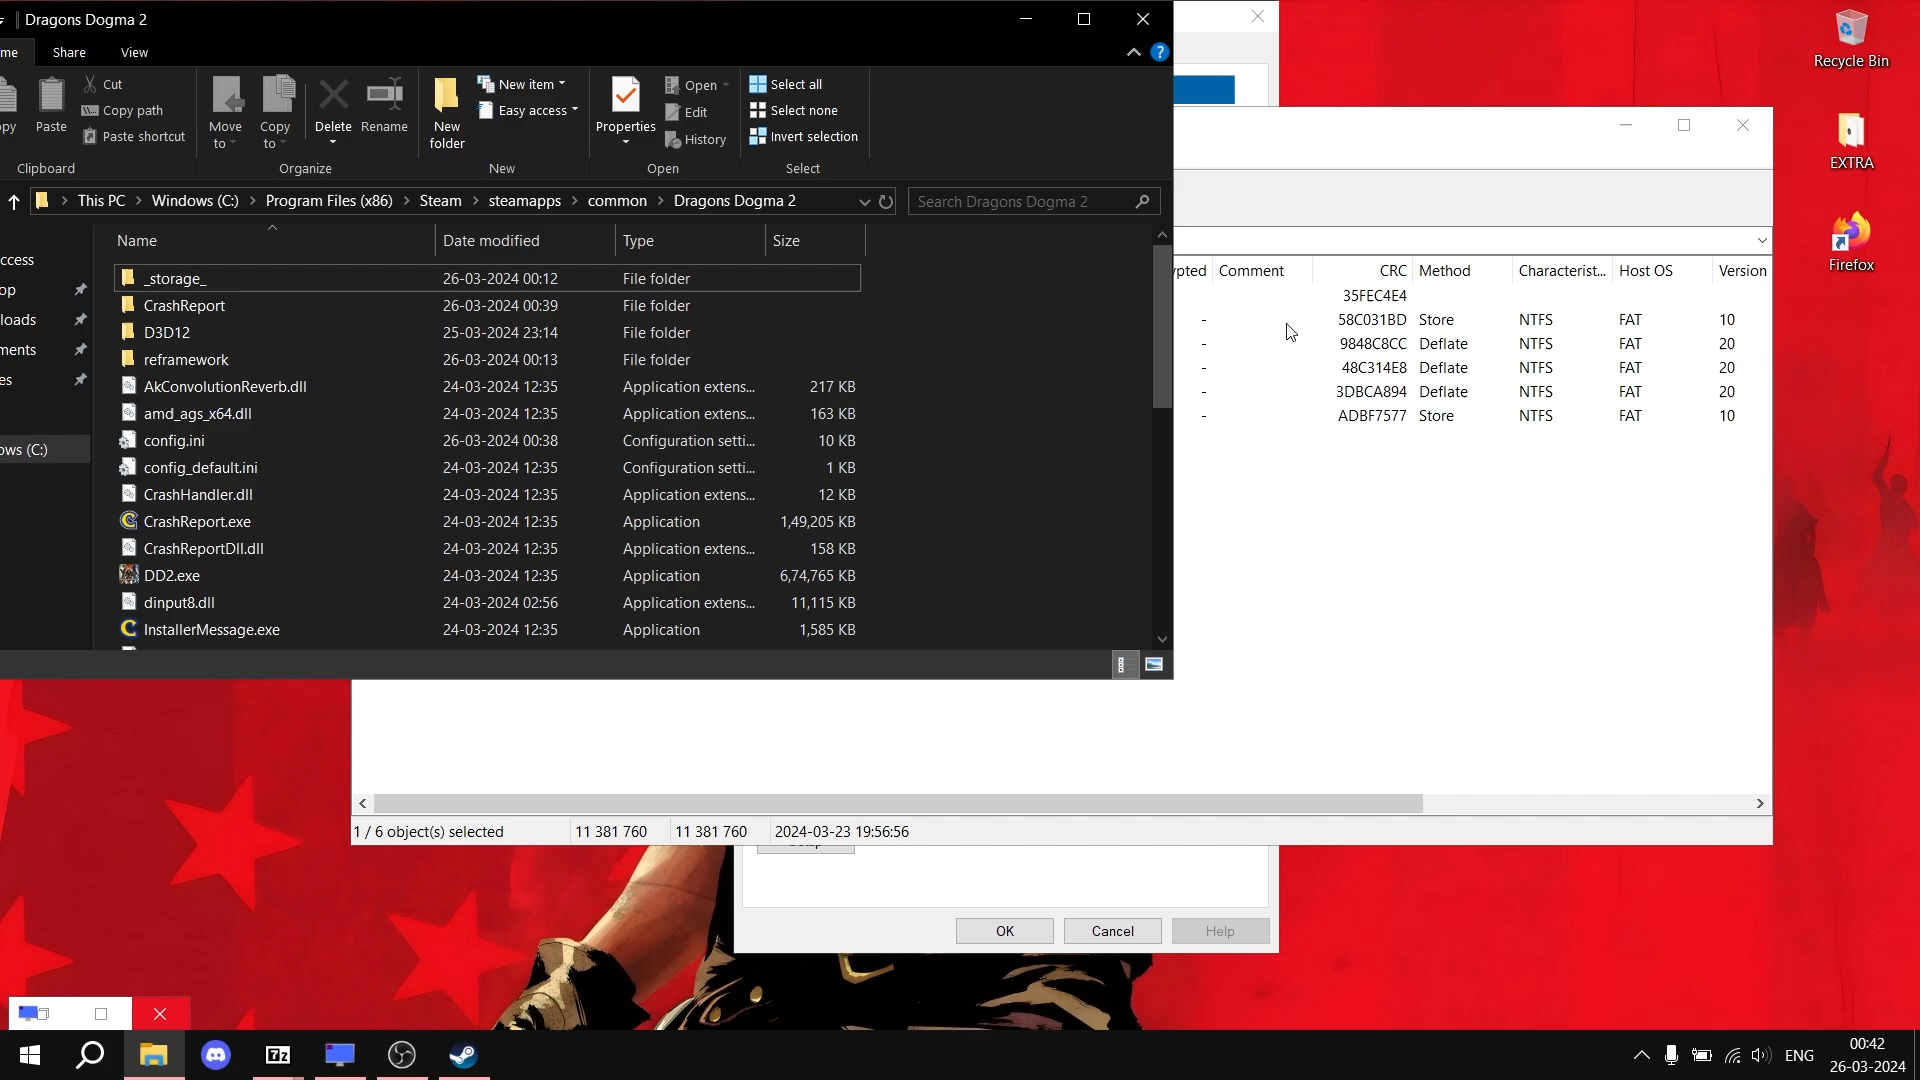 Dragons Dogma 2
me Share View
py
Paste
Cut
Copy path
Paste shortcut
Clipboard
Move to
Copy to
Delete
Rename
Organize
New folder
New item
Easy access
New
Properties
Open
Edit
History
Open
Select all
Select none
Invert selection
Select
This PC > Windows (C:) > Program Files (x86) > Steam > steamapps > common > Dragons Dogma 2
Search Dragons Dogma 2
ccess
op
loads
ments
es
ows (C:)
Name Date modified Type Size
_storage_ 26-03-2024 00:12 File folder
CrashReport 26-03-2024 00:39 File folder
D3D12 25-03-2024 23:14 File folder
reframework 26-03-2024 00:13 File folder
AkConvolutionReverb.dll 24-03-2024 12:35 Application extens... 217 KB
amd_ags_x64.dll 24-03-2024 12:35 Application extens... 163 KB
config.ini 26-03-2024 00:38 Configuration setti... 10 KB
config_default.ini 24-03-2024 12:35 Configuration setti... 1 KB
CrashHandler.dll 24-03-2024 12:35 Application extens... 12 KB
CrashReport.exe 24-03-2024 12:35 Application 1,49,205 KB
CrashReportDll.dll 24-03-2024 12:35 Application extens... 158 KB
DD2.exe 24-03-2024 12:35 Application 6,74,765 KB
dinput8.dll 24-03-2024 02:56 Application extens... 11,115 KB
InstallerMessage.exe 24-03-2024 12:35 Application 1,585 KB
ypted Comment CRC Method Characterist... Host OS Version
35FEC4E4
- 58C031BD Store NTFS FAT 10
- 9848C8CC Deflate NTFS FAT 20
- 48C314E8 Deflate NTFS FAT 20
- 3DBCA894 Deflate NTFS FAT 20
- ADBF7577 Store NTFS FAT 10
1 / 6 object(s) selected 11 381 760 11 381 760 2024-03-23 19:56:56
OK Cancel Help
Recycle Bin
EXTRA
Firefox
7z
ENG
00:42
26-03-2024